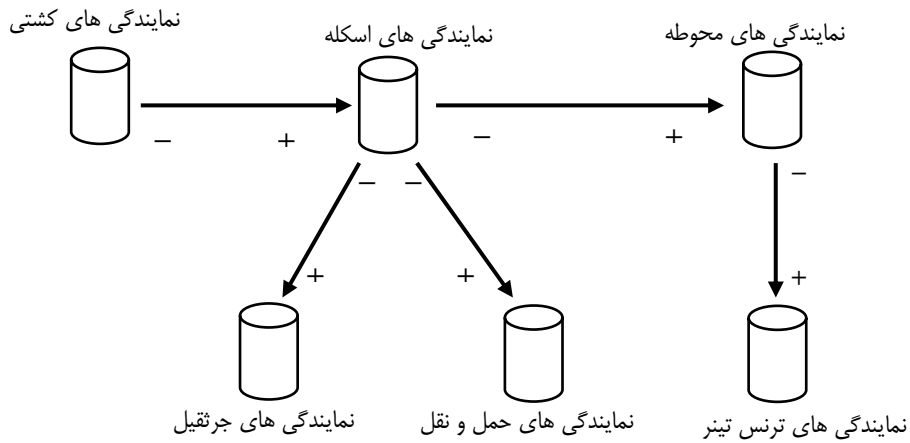 نمایندگی های کشتی
نمایندگی های اسکله
نمایندگی های محوطه
− + − +
− − −
+ + +
نمایندگی های جرثقیل
نمایندگی های حمل و نقل
نمایندگی های ترنس تینر